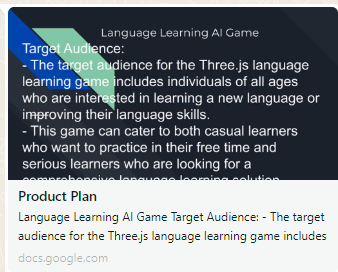 Language Learning AI Game
Target Audience:
- The target audience for the Three.js language
learning game includes individuals of all ages
who are interested in learning a new language or
improving their language skills.
- This game can cater to both casual learners
who want to practice in their free time and
serious learners who are looking for a
comprehensive language learning solution
Product Plan
Language Learning AI Game Target Audience: - The target
audience for the Three.js language learning game includes
docs.google.com